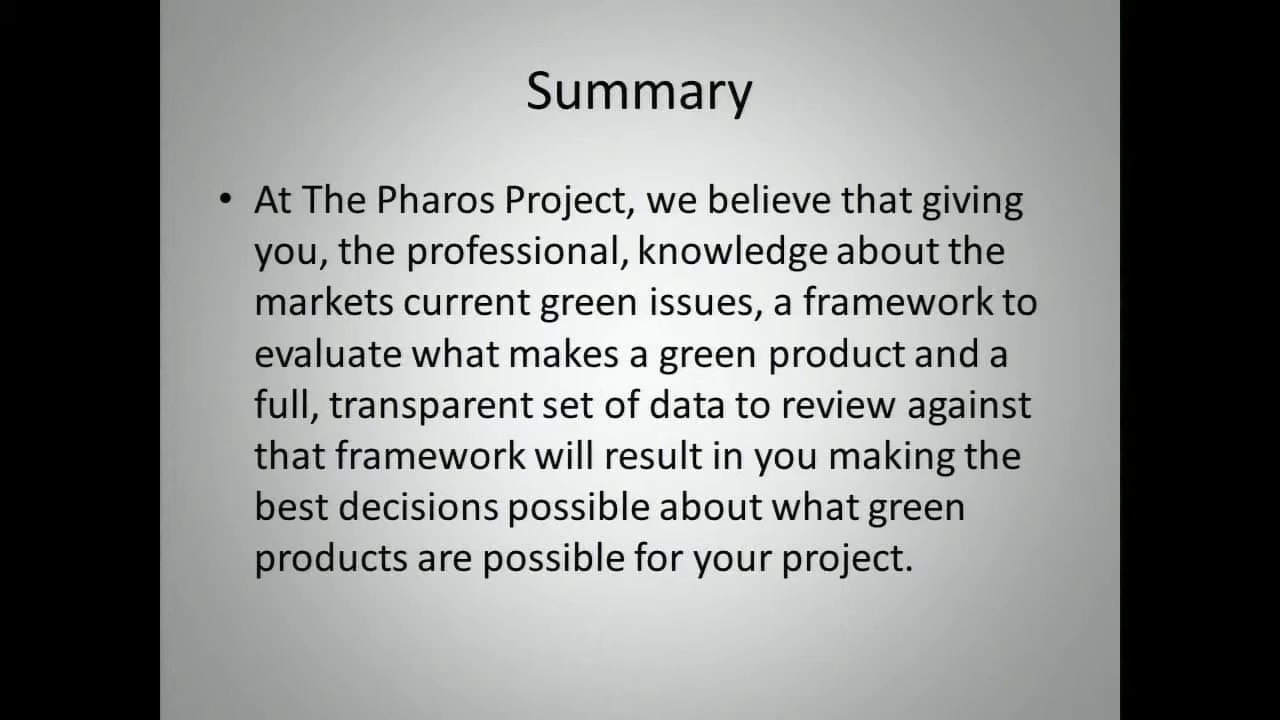 Summary
• At The Pharos Project, we believe that giving
you, the professional, knowledge about the
markets current green issues, a framework to
evaluate what makes a green product and a
full, transparent set of data to review against
that framework will result in you making the
best decisions possible about what green
products are possible for your project.